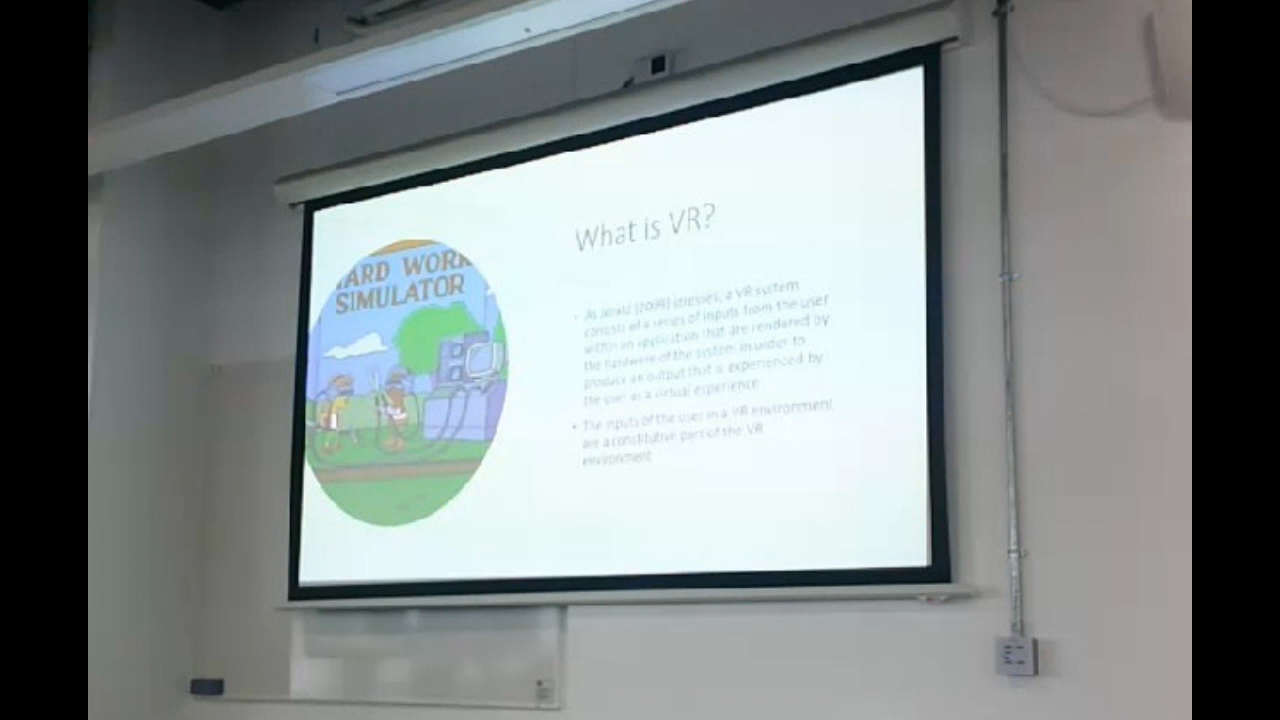 HARD WORK
SIMULATOR
What is VR?
stresses, a VR system
consists of a series of inputs from the user
within an application that are rendered by
the hardware of the system in order to
produce an output that is experienced by
the user as a virtual experience
• The inputs of the user in a VR environment
are a constitutive part of the VR
environment